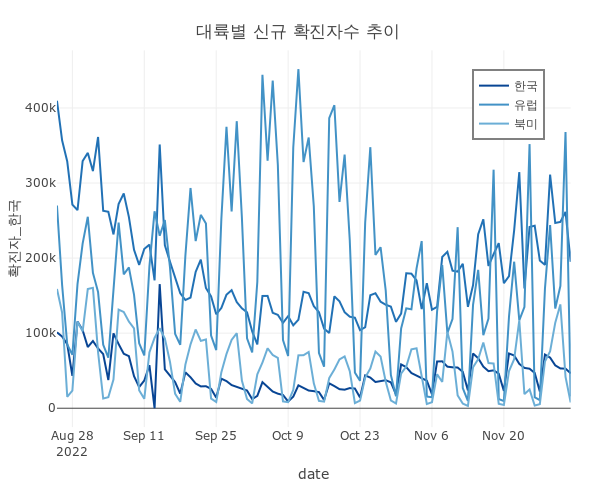 대륙별 신규 확진자수 추이
한국
유럽
북미
400k
300k
200k
100k
0
확진자_한국
Aug 28
2022
Sep 11
Sep 25
Oct 9
Oct 23
Nov 6
Nov 20
date